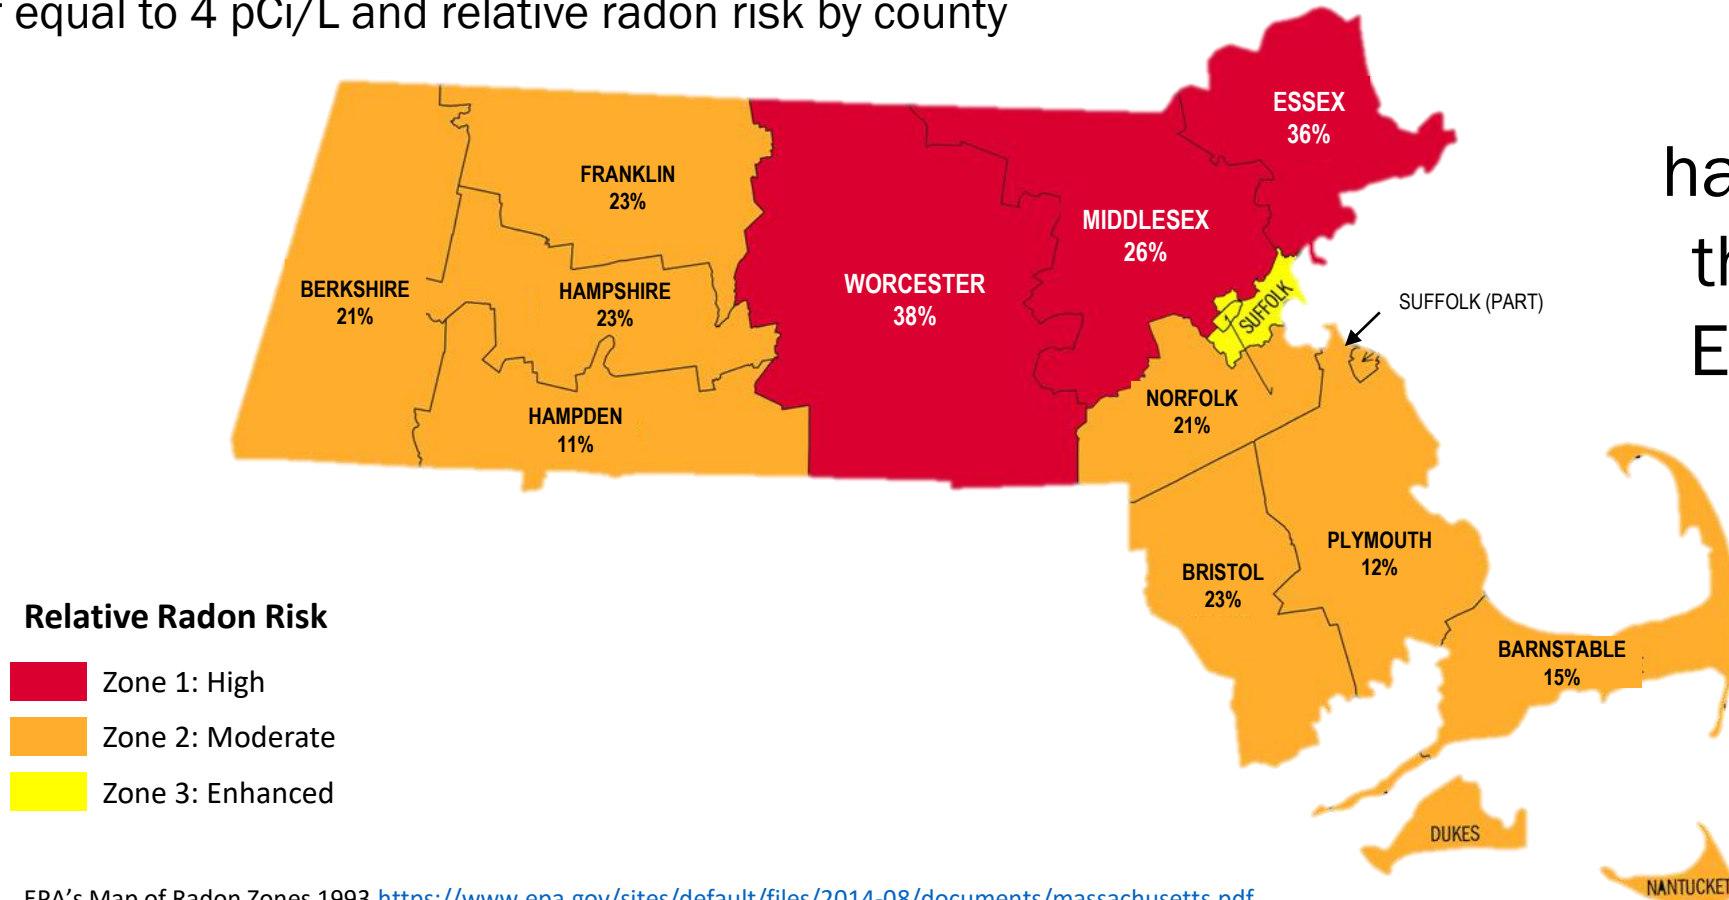 equal to 4 pCi/L and relative radon risk by county
ESSEX
36%
FRANKLIN
23%
MIDDLESEX
26%
WORCESTER
38%
BERKSHIRE
21%
HAMPSHIRE
23%
SUFFOLK
SUFFOLK (PART)
NORFOLK
21%
HAMPDEN
11%
PLYMOUTH
12%
BRISTOL
23%
BARNSTABLE
15%
DUKES
NANTUCKET
Relative Radon Risk
Zone 1: High
Zone 2: Moderate
Zone 3: Enhanced
EPA's Map of Radon Zones 1993 https://www.epa.gov/sites/default/files/2014-08/documents/massachusetts.pdf